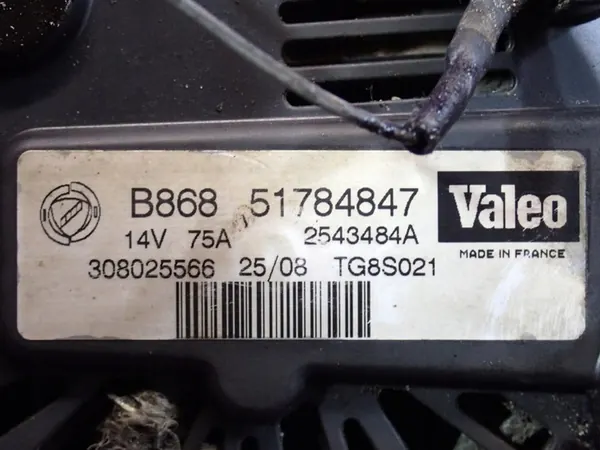 B868 51784847 Valeo
14V 75A 2543484A
MADE IN FRANCE
308025566 25/08 TG8S021